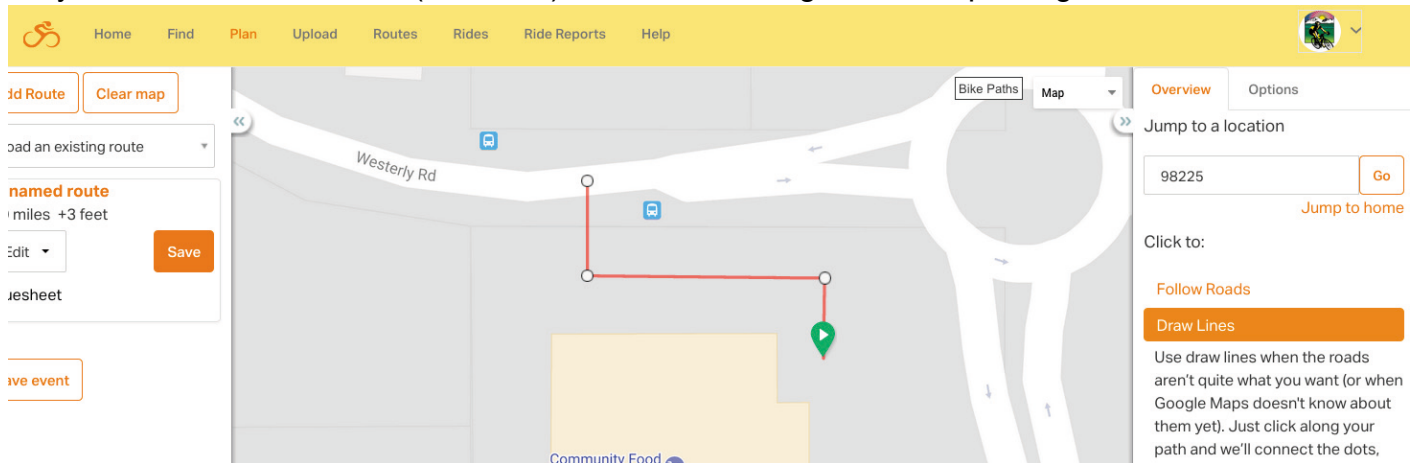 Home Find Plan Upload Routes Rides Ride Reports Help
Add Route Clear map
oad an existing route
named route
miles +3 feet
Edit Save
uesheet
ave event
Westerly Rd
Community Food
Bike Paths Map
Overview Options
Jump to a location
98225 Go
Jump to home
Click to:
Follow Roads
Draw Lines
Use draw lines when the roads
aren't quite what you want (or when
Google Maps doesn't know about
them yet). Just click along your
path and we'll connect the dots,